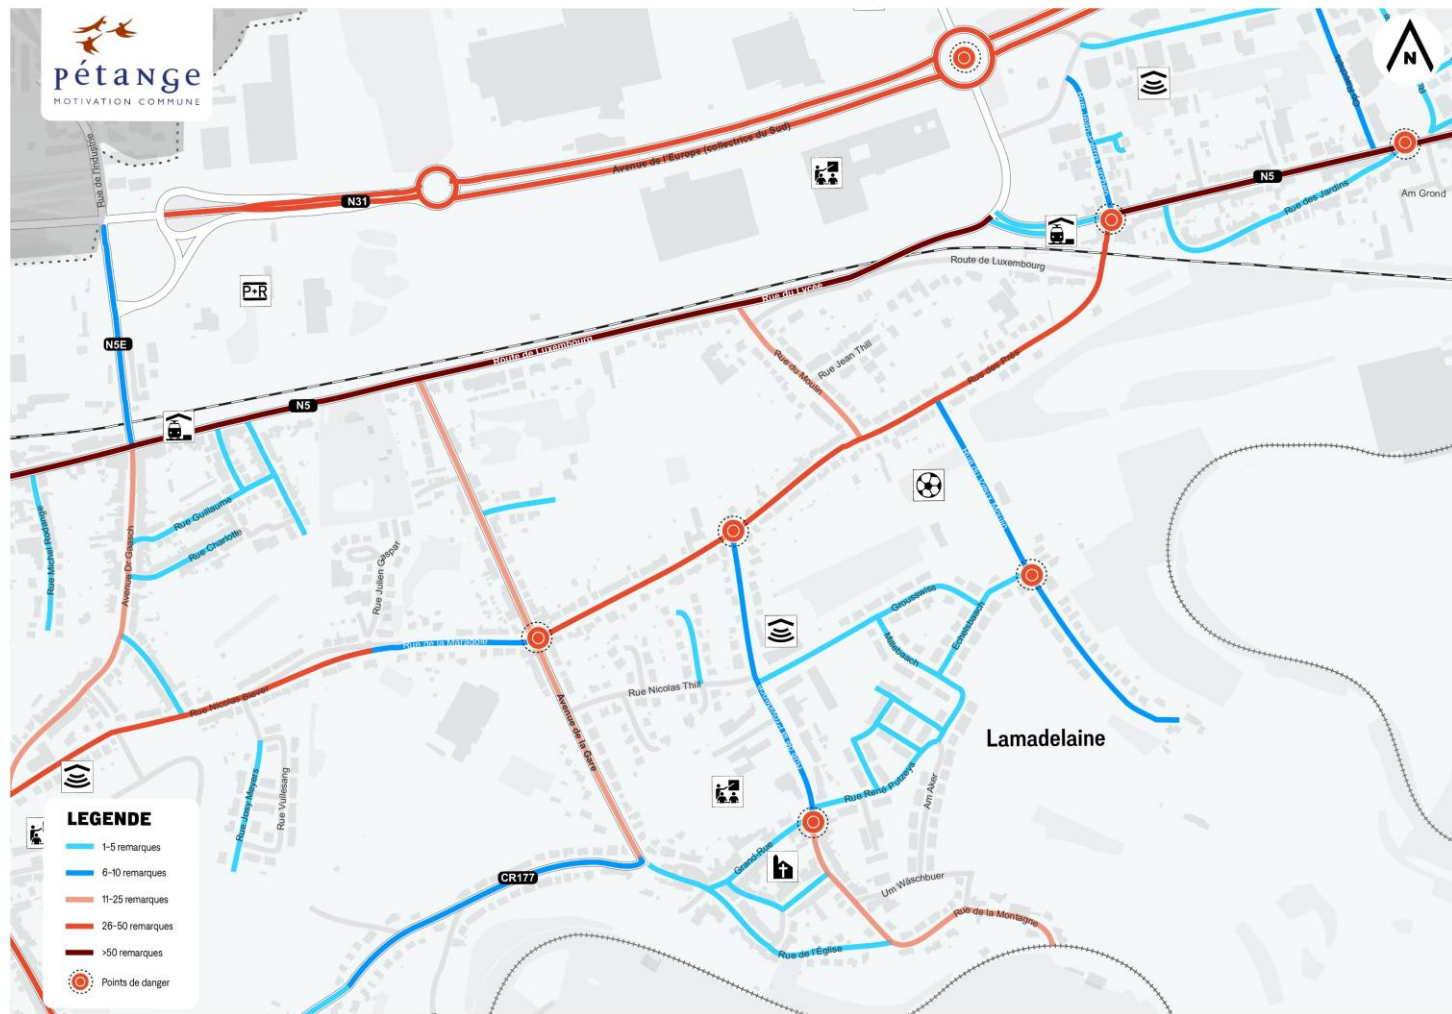 pétange
MOTIVATION COMMUNE
N
Rue de l'Industrie
Avenue de l'Europe (collectrice du Sud)
N31
P+R
N5E
N5
Route de Luxembourg
Rue du Lycée
Route de Luxembourg
N5
Rue des Jardins
Am Grond
Rue Jean Thill
Rue du Moulin
Rue des Prés
Rue Michel Rodange
Avenue Dr Gaasch
Rue Guillaume
Rue Charlotte
Rue Julien Gaspar
Rue de la Maragole
Rue Nicolas Biever
Rue Nicolas Thill
Avenue de la Gare
Grousswiss
Echelsbaach
Lamadelaine
Rue René Putzeys
Am Aker
Rue Josy Meyers
Rue Vullesang
CR177
Grand-Rue
Um Wäschbuer
Rue de la Montagne
Rue de l'Église
LEGENDE
1-5 remarques
6-10 remarques
11-25 remarques
26-50 remarques
>50 remarques
Points de danger